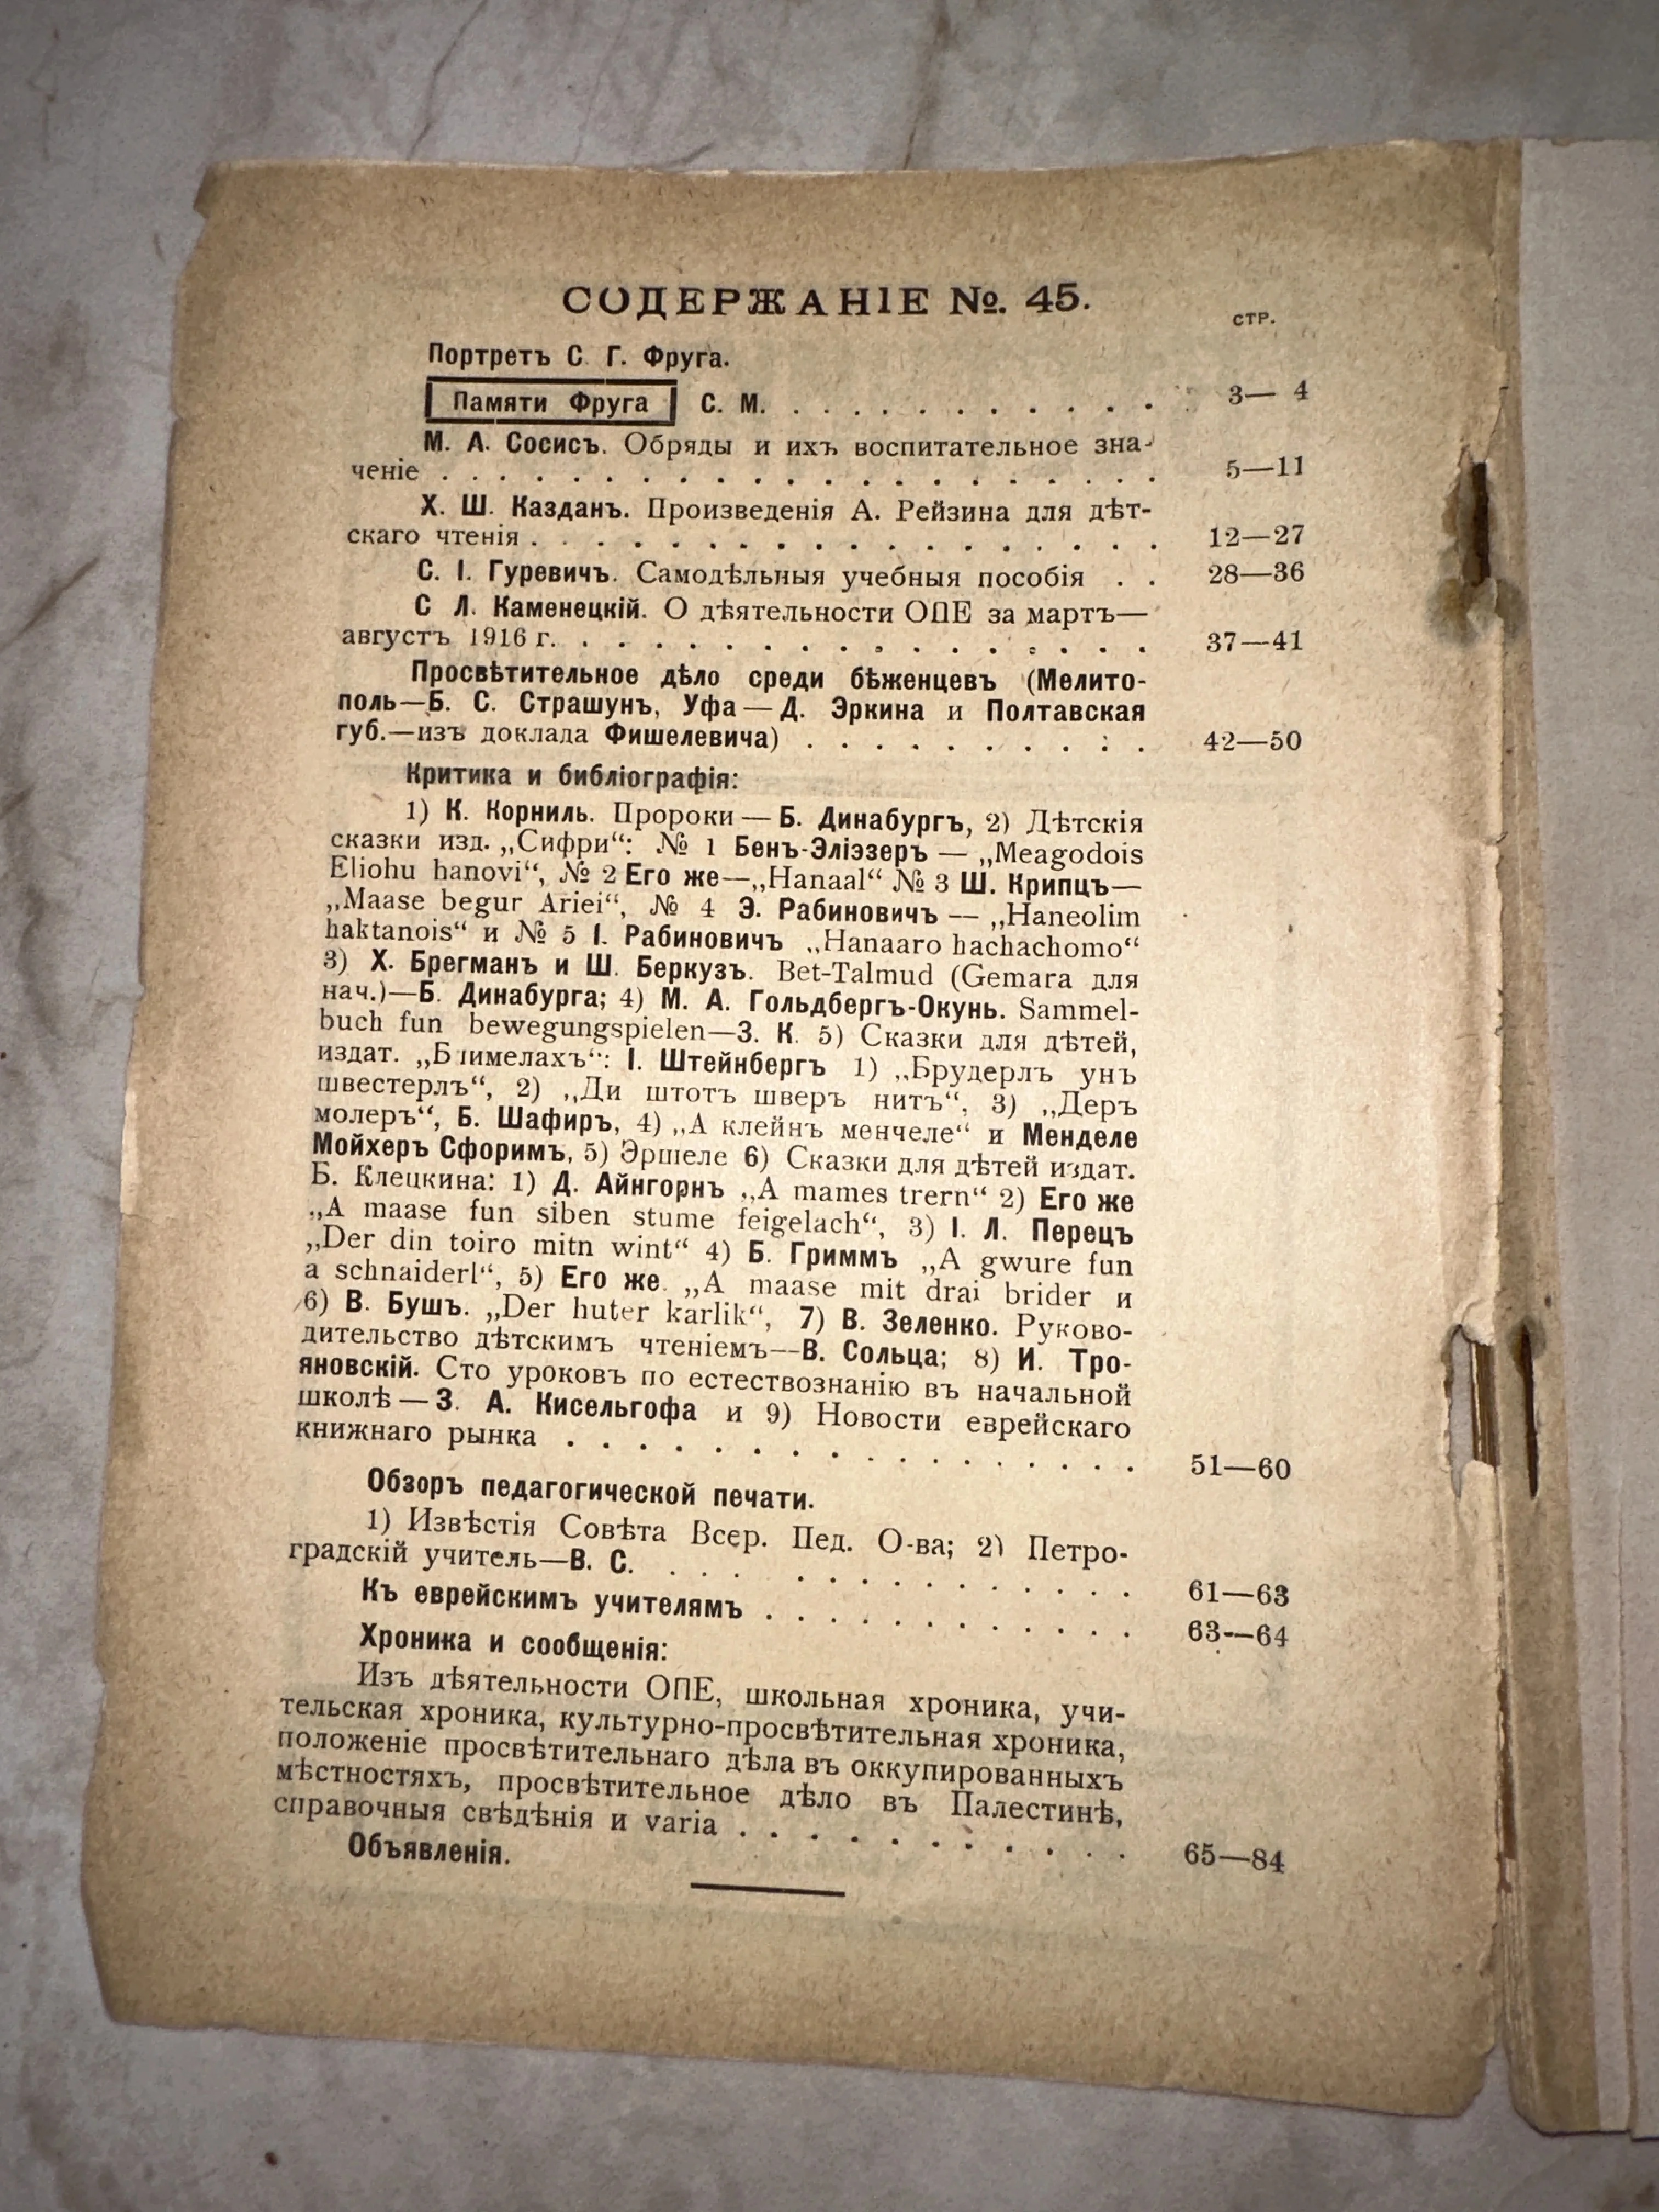 СОДЕРЖАНІЕ №. 45.
СТР.
Портретъ С. Г. Фруга.
Памяти Фруга С. М. . . . . . . . . . . . . 3— 4
М. А. Сосисъ. Обряды и ихъ воспитательное зна-
ченіе . . . . . . . . . . . . . . . . . . . . 5—11
Х. Ш. Казданъ. Произведенія А. Рейзина для дѣт-
скаго чтенія . . . . . . . . . . . . . . . . . 12—27
С. І. Гуревичъ. Самодѣльныя учебныя пособія . . 28—36
С Л. Каменецкій. О дѣятельности ОПЕ за мартъ—
августъ 1916 г. . . . . . . . . . . . . . . . . 37—41
Просвѣтительное дѣло среди бѣженцевъ (Мелито-
поль—Б. С. Страшунъ, Уфа — Д. Эркина и Полтавская
губ.—изъ доклада Фишелевича) . . . . . . . . . . 42—50
Критика и библіографія:
1) К. Корниль. Пророки — Б. Динабургъ, 2) Дѣтскія
сказки изд. „Сифри“: № 1 Бенъ-Эліэзеръ — „Meagodois
Eliohu hanovi“, № 2 Его же—„Hanaal“ № 3 Ш. Крипцъ—
„Maase begur Ariei“, № 4 Э. Рабиновичъ — „Haneolim
haktanois“ и № 5 І. Рабиновичъ „Hanaaro hachachomo“
3) Х. Брегманъ и Ш. Беркузъ. Bet-Talmud (Gemara для
нач.)—Б. Динабурга; 4) М. А. Гольдбергъ-Окунь. Sammel-
buch fun bewegungspielen—З. К. 5) Сказки для дѣтей,
издат. „Блимелахъ“: І. Штейнбергъ 1) „Брудерлъ унъ
швестерлъ“, 2) „Ди штотъ шверъ нитъ“, 3) „Деръ
молеръ“, Б. Шафиръ, 4) „А клейнъ менчеле“ и Менделе
Мойхеръ Сфоримъ, 5) Эршеле 6) Сказки для дѣтей издат.
Б. Клецкина: 1) Д. Айнгорнъ „A mames trern“ 2) Его же
„A maase fun siben stume feigelach“, 3) І. Л. Перецъ
„Der din toiro mitn wint“ 4) Б. Гриммъ „A gwure fun
a schnaiderl“, 5) Его же. „A maase mit drai brider и
6) В. Бушъ. „Der huter karlik“, 7) В. Зеленко. Руково-
дительство дѣтскимъ чтеніемъ--В. Сольца; 8) И. Тро-
яновскій. Сто уроковъ по естествознанію въ начальной
школѣ — З. А. Кисельгофа и 9) Новости еврейскаго
книжнаго рынка . . . . . . . . . . . . . . . 51—60
Обзоръ педагогической печати.
1) Извѣстія Совѣта Всер. Пед. О-ва; 2) Петро-
градскій учитель—В. С. . . . . . . . . . . . . 61—63
Къ еврейскимъ учителямъ . . . . . . . . . . . 63--64
Хроника и сообщенія:
Изъ дѣятельности ОПЕ, школьная хроника, учи-
тельская хроника, культурно-просвѣтительная хроника,
положеніе просвѣтительнаго дѣла въ оккупированныхъ
мѣстностяхъ, просвѣтительное дѣло въ Палестинѣ,
справочныя свѣдѣнія и varia . . . . . . . . . . . 65—84
Объявленія.